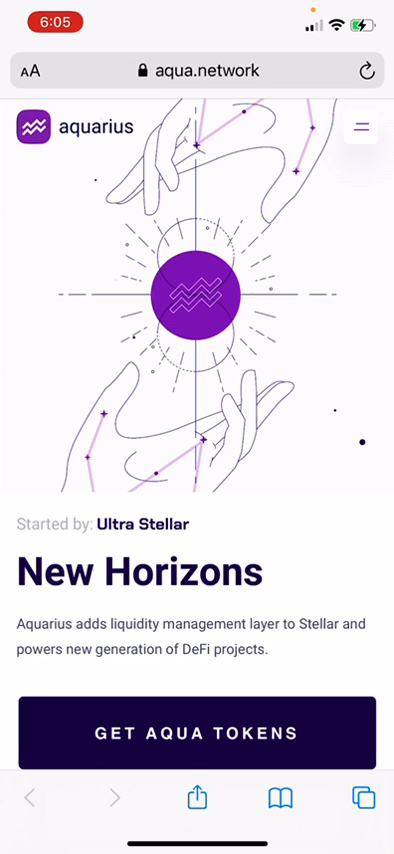 6:05
AA aqua.network
aquarius
Started by: Ultra Stellar
New Horizons
Aquarius adds liquidity management layer to Stellar and
powers new generation of DeFi projects.
GET AQUA TOKENS